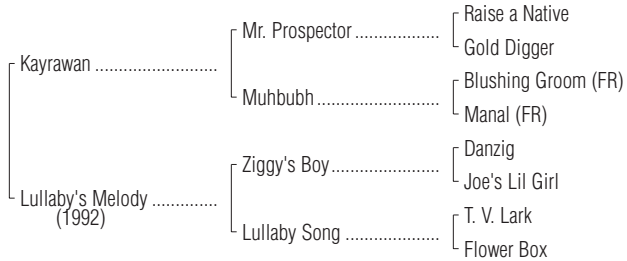 Raise a Native
Mr. Prospector ..................
Gold Digger
Kayrawan ..........................
Blushing Groom (FR)
Muhbubh..........................
Manal (FR)
Danzig
Ziggy's Boy.......................
Joe's Lil Girl
Lullaby's Melody ..............
(1992)
T. V. Lark
Lullaby Song ....................
Flower Box